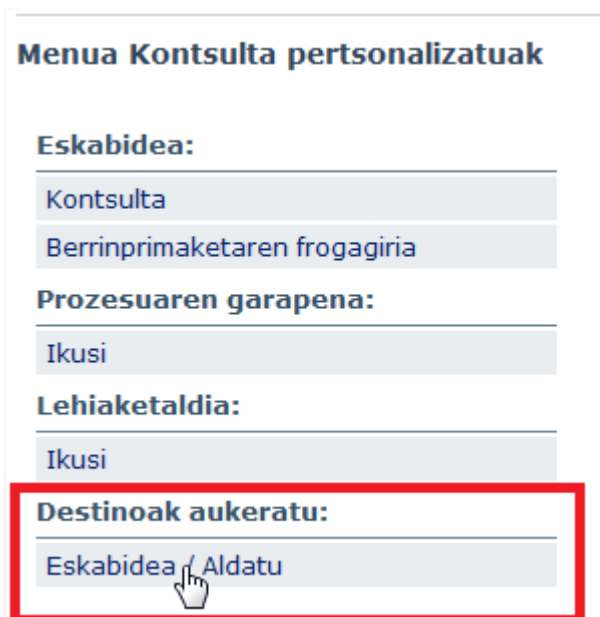 Menua Kontsulta pertsonalizatuak
Eskabidea:
Kontsulta
Berrinprimaketaren frogagiria
Prozesuaren garapena:
Ikusi
Lehiaketaldia:
Ikusi
Destinoak aukeratu:
Eskabidea / Aldatu